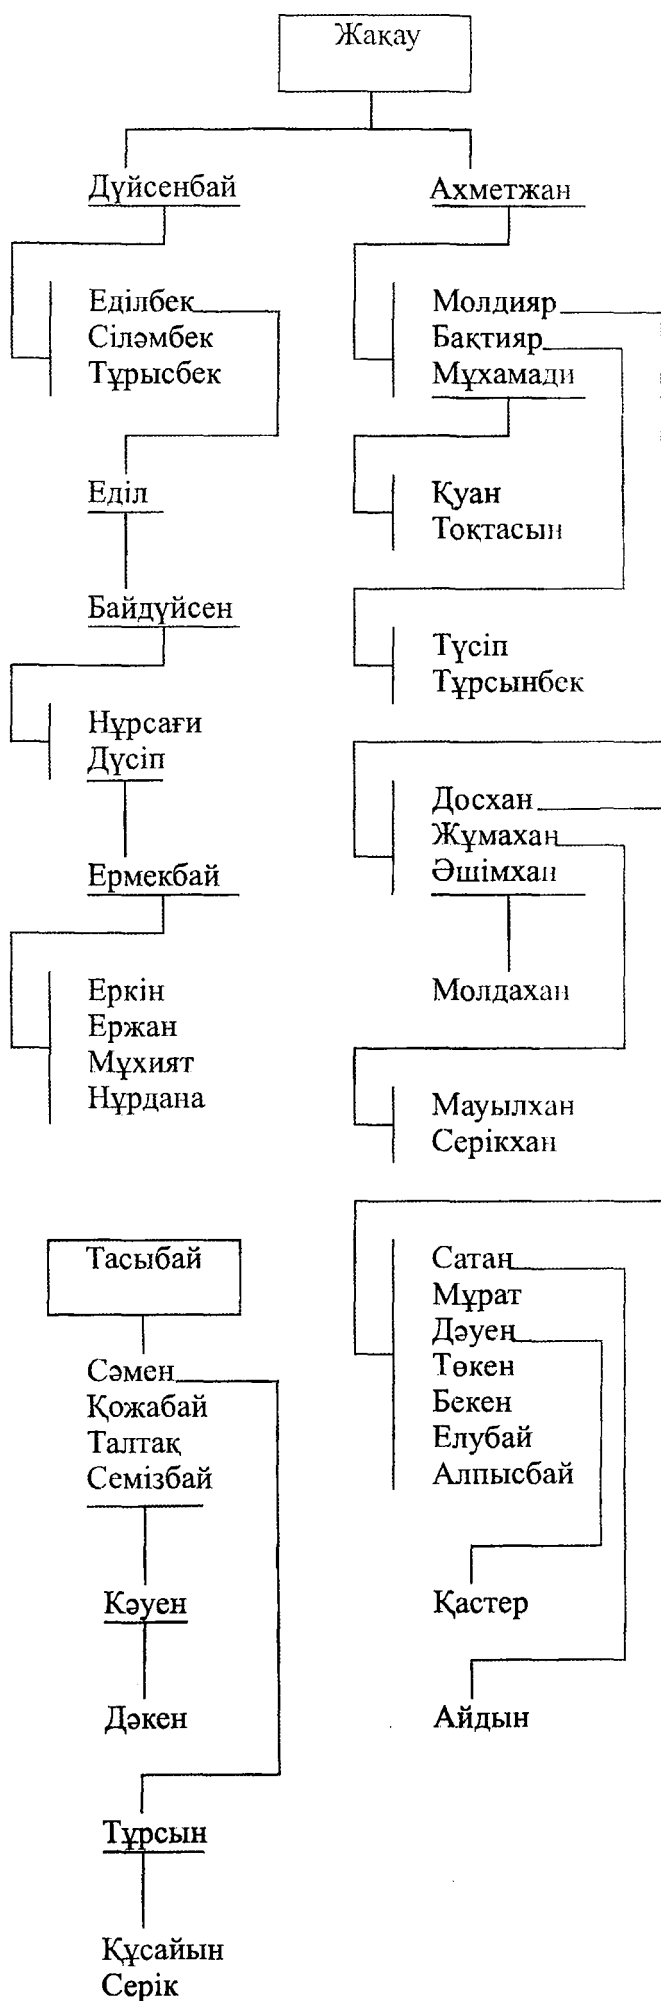 Жақау
Дүйсенбай
Ахметжан
Еділбек
Сіләмбек
Тұрысбек
Молдияр
Бақтияр
Мұхамади
Еділ
Қуан
Тоқтасын
Байдүйсен
Түсіп
Тұрсынбек
Нұрсағи
Дүсіп
Досхан
Жұмахан
Әшімхан
Ермекбай
Молдахан
Еркін
Ержан
Мұхият
Нұрдана
Мауылхан
Серікхан
Тасыбай
Сәмен
Қожабай
Талтақ
Семізбай
Сатан
Мұрат
Дәуен
Төкен
Бекен
Елубай
Алпысбай
Кәуен
Қастер
Дәкен
Айдын
Тұрсын
Құсайын
Серік